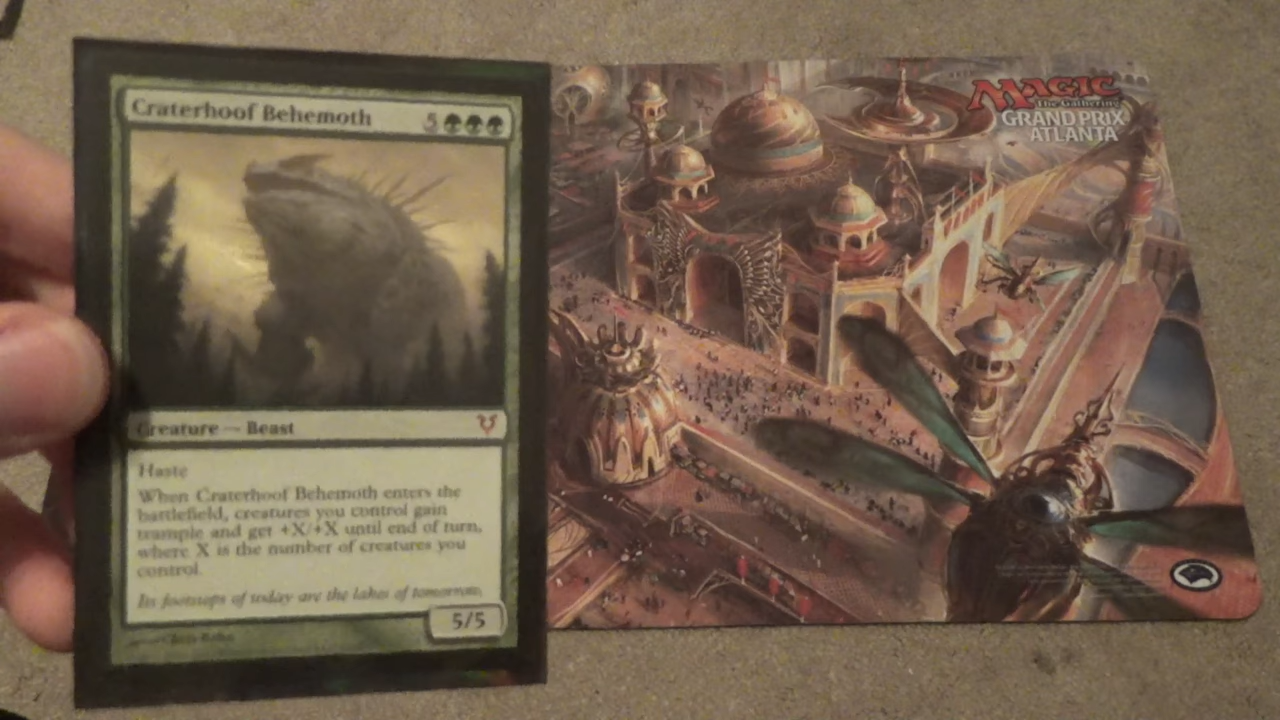 Craterhoof Behemoth 5
Creature — Beast
Haste
When Craterhoof Behemoth enters the
battlefield, creatures you control gain
trample and get +X/+X until end of turn,
where X is the number of creatures you
control.
Its footsteps of today are the lakes of tomorrow.
Chris Rahn
5/5
MAGIC
The Gathering
GRAND PRIX
ATLANTA